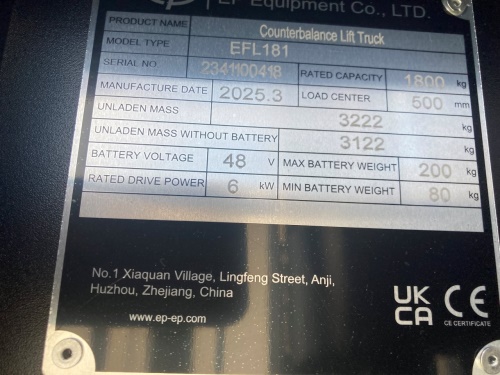 EP Equipment Co., LTD.
PRODUCT NAME Counterbalance Lift Truck
MODEL TYPE EFL181
SERIAL NO. 2341100418 RATED CAPACITY 1800 kg
MANUFACTURE DATE 2025.3 LOAD CENTER 500 mm
UNLADEN MASS 3222 kg
UNLADEN MASS WITHOUT BATTERY 3122 kg
BATTERY VOLTAGE 48 V MAX BATTERY WEIGHT 200 kg
RATED DRIVE POWER 6 kW MIN BATTERY WEIGHT 80 kg
No.1 Xiaquan Village, Lingfeng Street, Anji,
Huzhou, Zhejiang, China
www.ep-ep.com
UK
CA
CE
CE CERTIFICATE